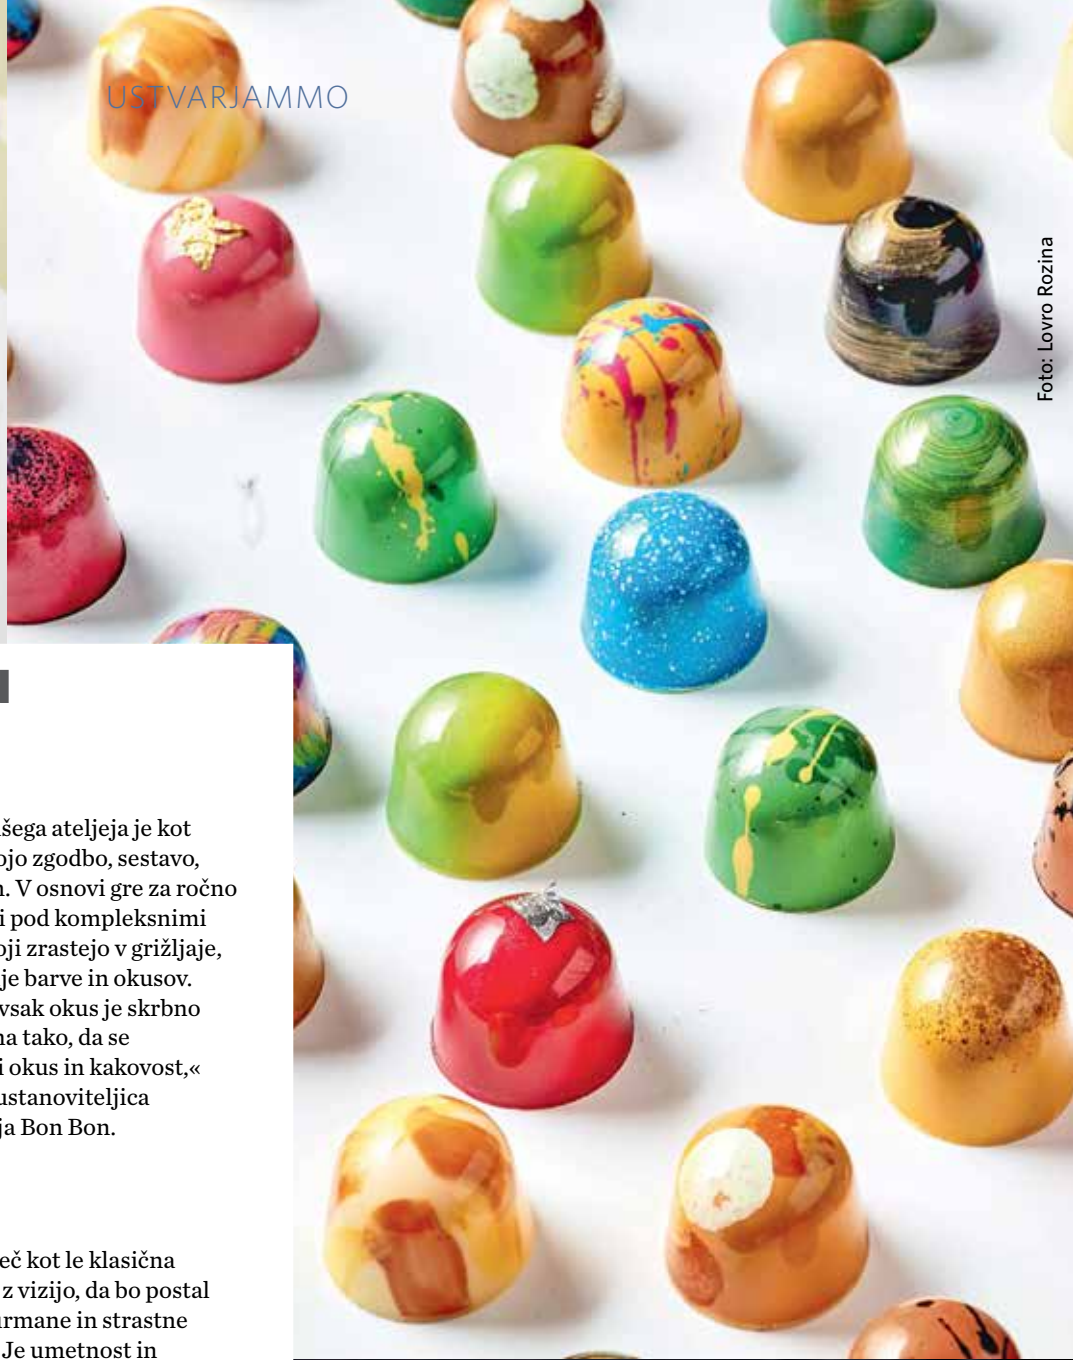 USTVARJAMMO
Foto: Lovro Rozina
šega ateljeja je kot
ojo zgodbo, sestavo,
V osnovi gre za ročno
i pod kompleksnimi
oji zrastejo v grižljaje,
je barve in okusov.
vsak okus je skrbno
na tako, da se
i okus in kakovost,«
ustanoviteljica
ja Bon Bon.
eč kot le klasična
z vizijo, da bo postal
urmane in strastne
Je umetnost in